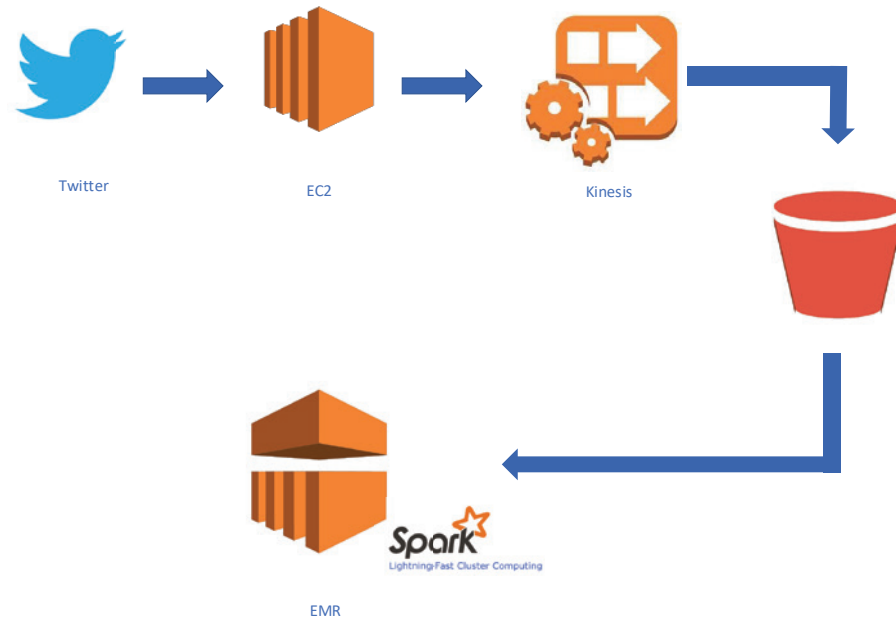 Twitter
EC2
Kinesis
Spark
Lightning-Fast Cluster Computing
EMR